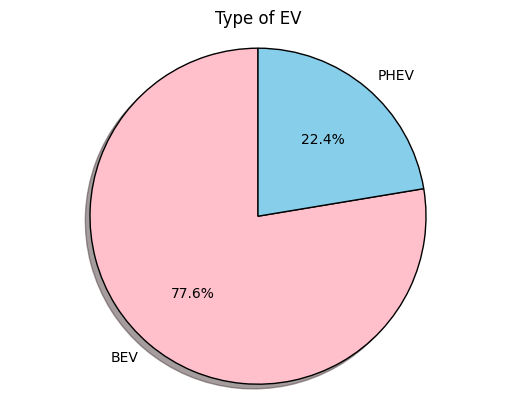 Type of EV
PHEV
22.4%
77.6%
BEV